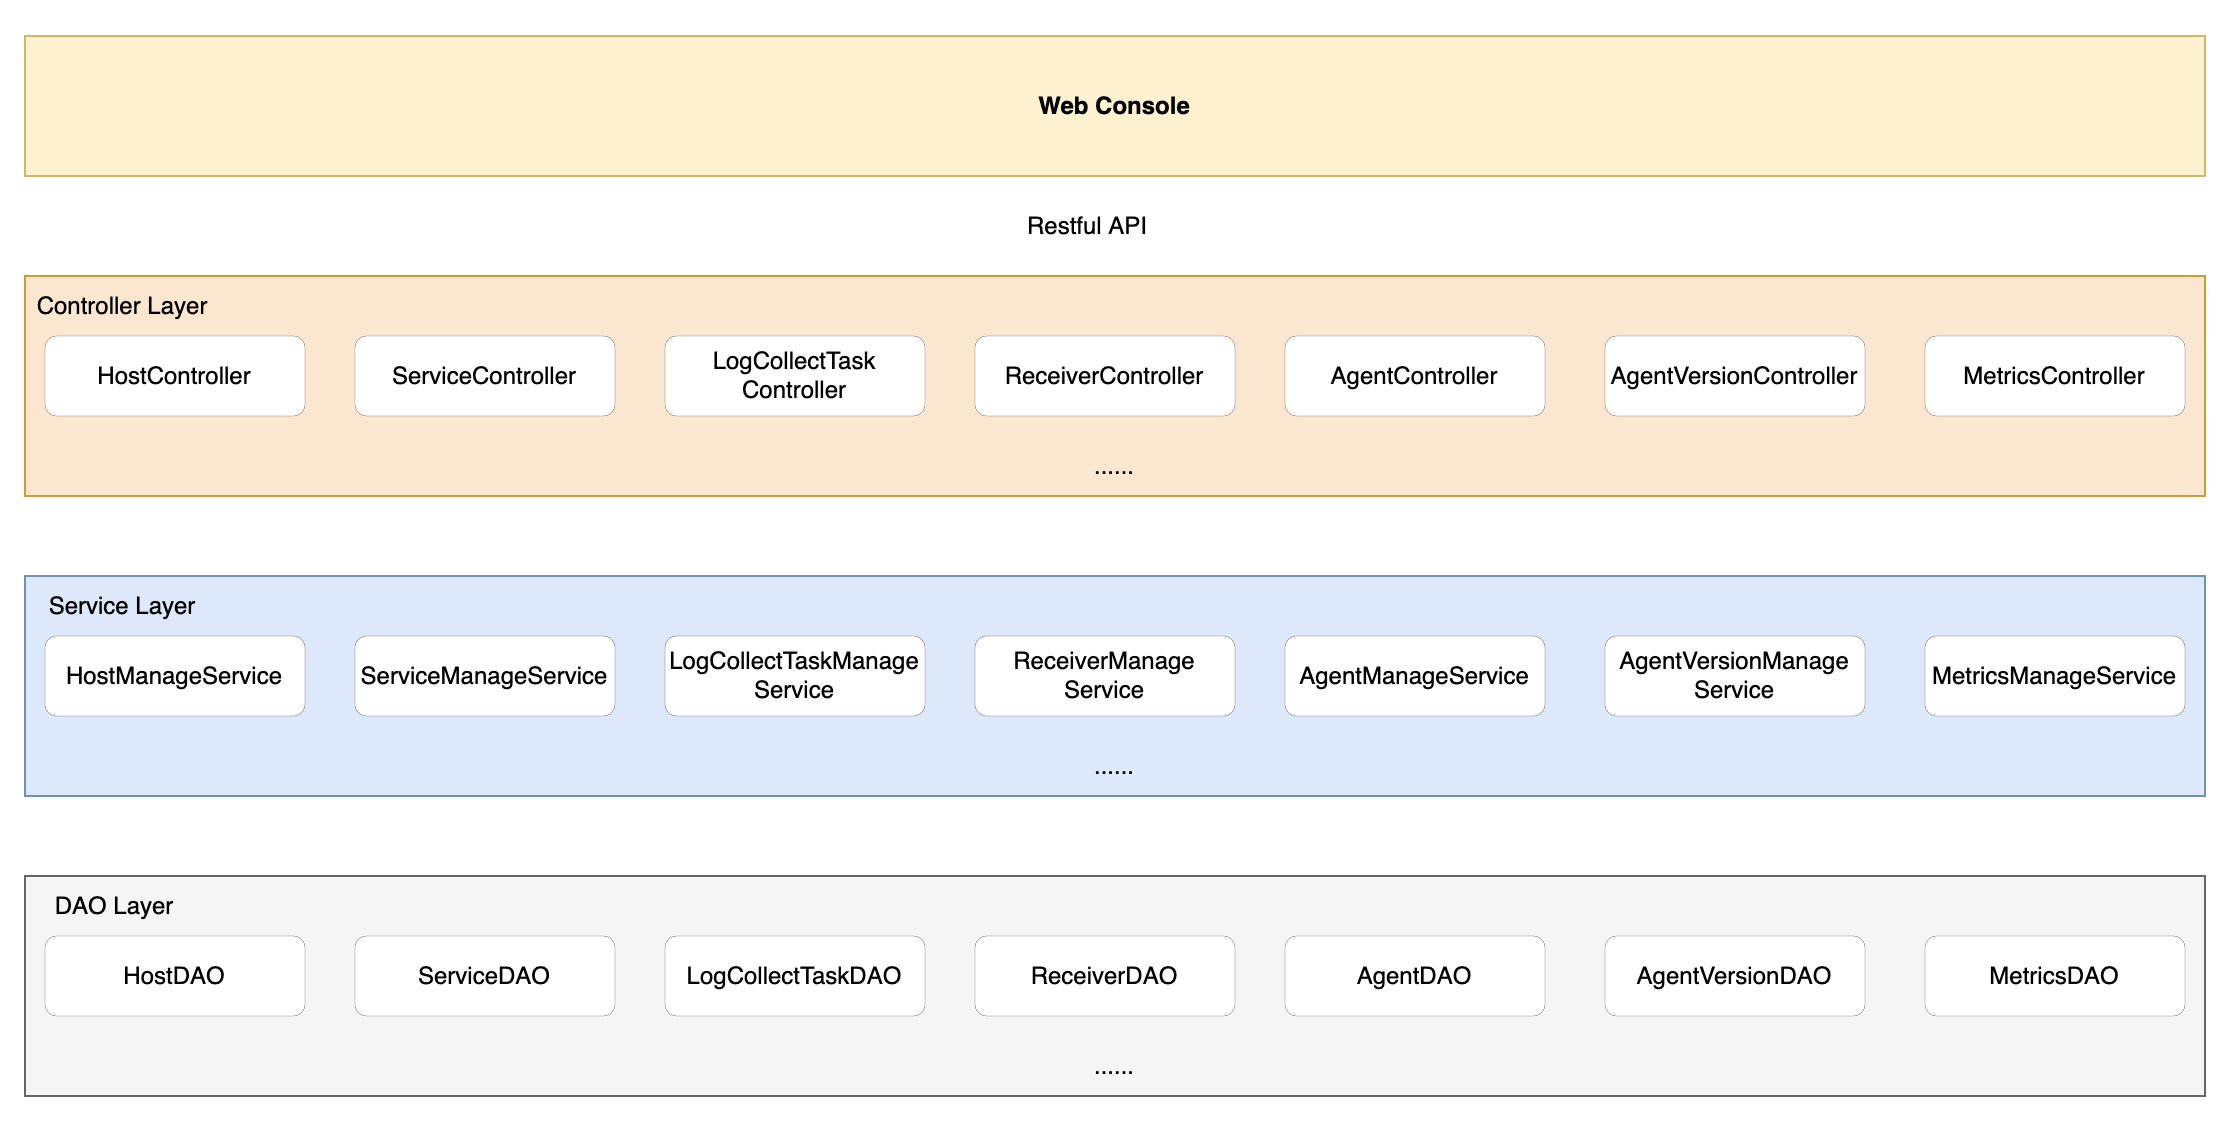 Web Console
Restful API
Controller Layer
HostController
ServiceController
LogCollectTask
Controller
ReceiverController
AgentController
AgentVersionController
MetricsController
......
Service Layer
HostManageService
ServiceManageService
LogCollectTaskManage
Service
ReceiverManage
Service
AgentManageService
AgentVersionManage
Service
MetricsManageService
......
DAO Layer
HostDAO
ServiceDAO
LogCollectTaskDAO
ReceiverDAO
AgentDAO
AgentVersionDAO
MetricsDAO
......